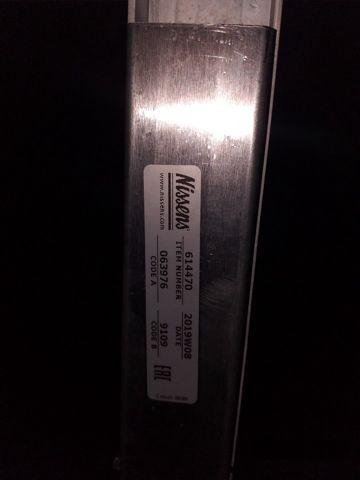 Nissens
www.nissens.com
614470
ITEM NUMBER
2019W08
DATE
063976
CODE A
9109
CODE B
EAC